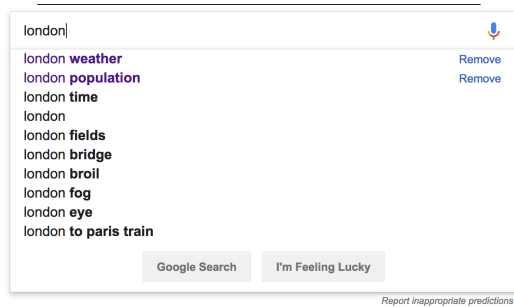 london
london weather Remove
london population Remove
london time
london
london fields
london bridge
london broil
london fog
london eye
london to paris train
Google Search I'm Feeling Lucky
Report inappropriate predictions